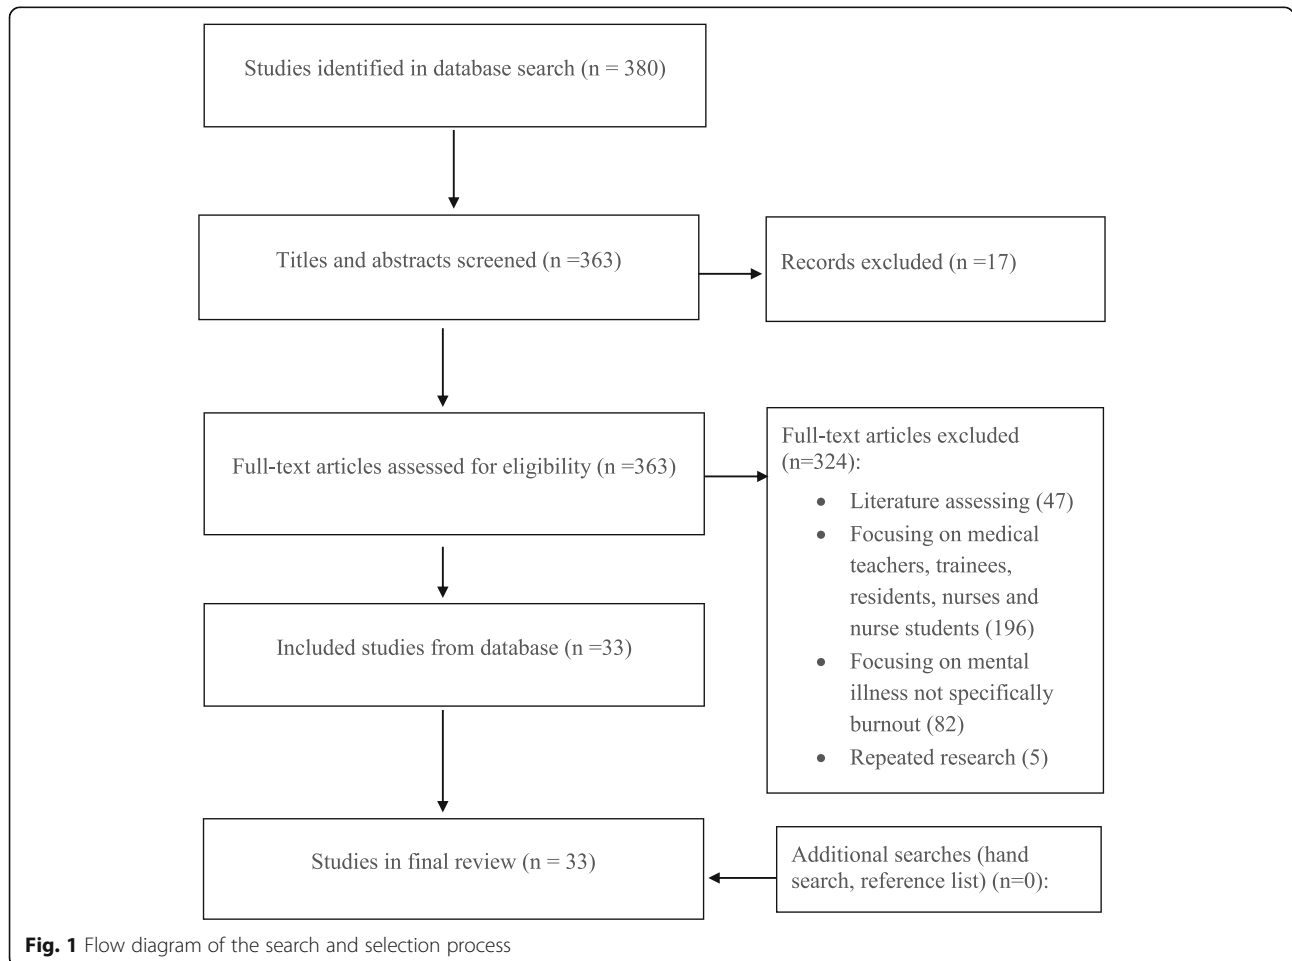 Studies identified in database search (n = 380)
Titles and abstracts screened (n =363)
Records excluded (n =17)
Full-text articles assessed for eligibility (n =363)
Full-text articles excluded
(n=324):
• Literature assessing (47)
• Focusing on medical
teachers, trainees,
residents, nurses and
nurse students (196)
• Focusing on mental
illness not specifically
burnout (82)
• Repeated research (5)
Included studies from database (n =33)
Studies in final review (n = 33)
Additional searches (hand
search, reference list) (n=0):
Fig. 1 Flow diagram of the search and selection process